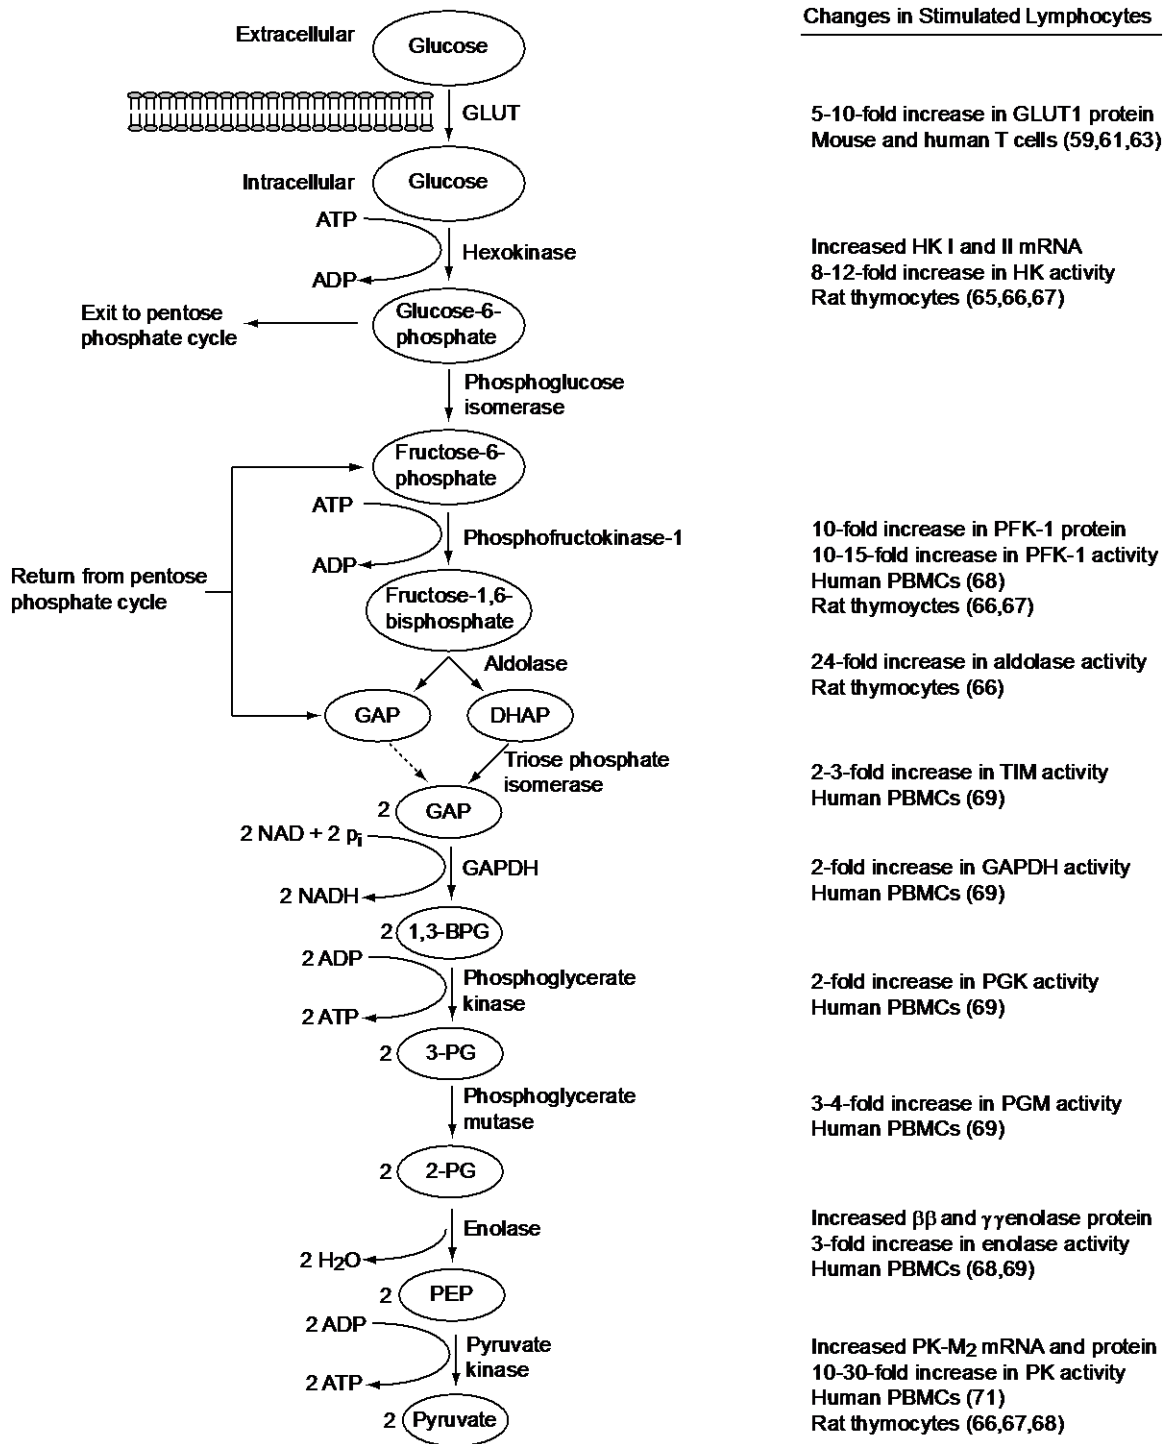 Changes in Stimulated Lymphocytes
Extracellular
Glucose
GLUT
5-10-fold increase in GLUT1 protein
Mouse and human T cells (59,61,63)
Intracellular
Glucose
ATP
Hexokinase
ADP
Increased HK I and II mRNA
8-12-fold increase in HK activity
Rat thymocytes (65,66,67)
Exit to pentose
phosphate cycle
Glucose-6-
phosphate
Phosphoglucose
isomerase
Fructose-6-
phosphate
ATP
Phosphofructokinase-1
ADP
10-fold increase in PFK-1 protein
10-15-fold increase in PFK-1 activity
Human PBMCs (68)
Rat thymoyctes (66,67)
Return from pentose
phosphate cycle
Fructose-1,6-
bisphosphate
Aldolase
24-fold increase in aldolase activity
Rat thymocytes (66)
GAP
DHAP
Triose phosphate
isomerase
2-3-fold increase in TIM activity
Human PBMCs (69)
2 GAP
2 NAD + 2 pi
GAPDH
2 NADH
2-fold increase in GAPDH activity
Human PBMCs (69)
2 1,3-BPG
2 ADP
Phosphoglycerate
kinase
2 ATP
2-fold increase in PGK activity
Human PBMCs (69)
2 3-PG
Phosphoglycerate
mutase
3-4-fold increase in PGM activity
Human PBMCs (69)
2 2-PG
Enolase
2 H2O
Increased ββ and γγenolase protein
3-fold increase in enolase activity
Human PBMCs (68,69)
2 PEP
2 ADP
Pyruvate
kinase
2 ATP
Increased PK-M2 mRNA and protein
10-30-fold increase in PK activity
Human PBMCs (71)
Rat thymocytes (66,67,68)
2 Pyruvate